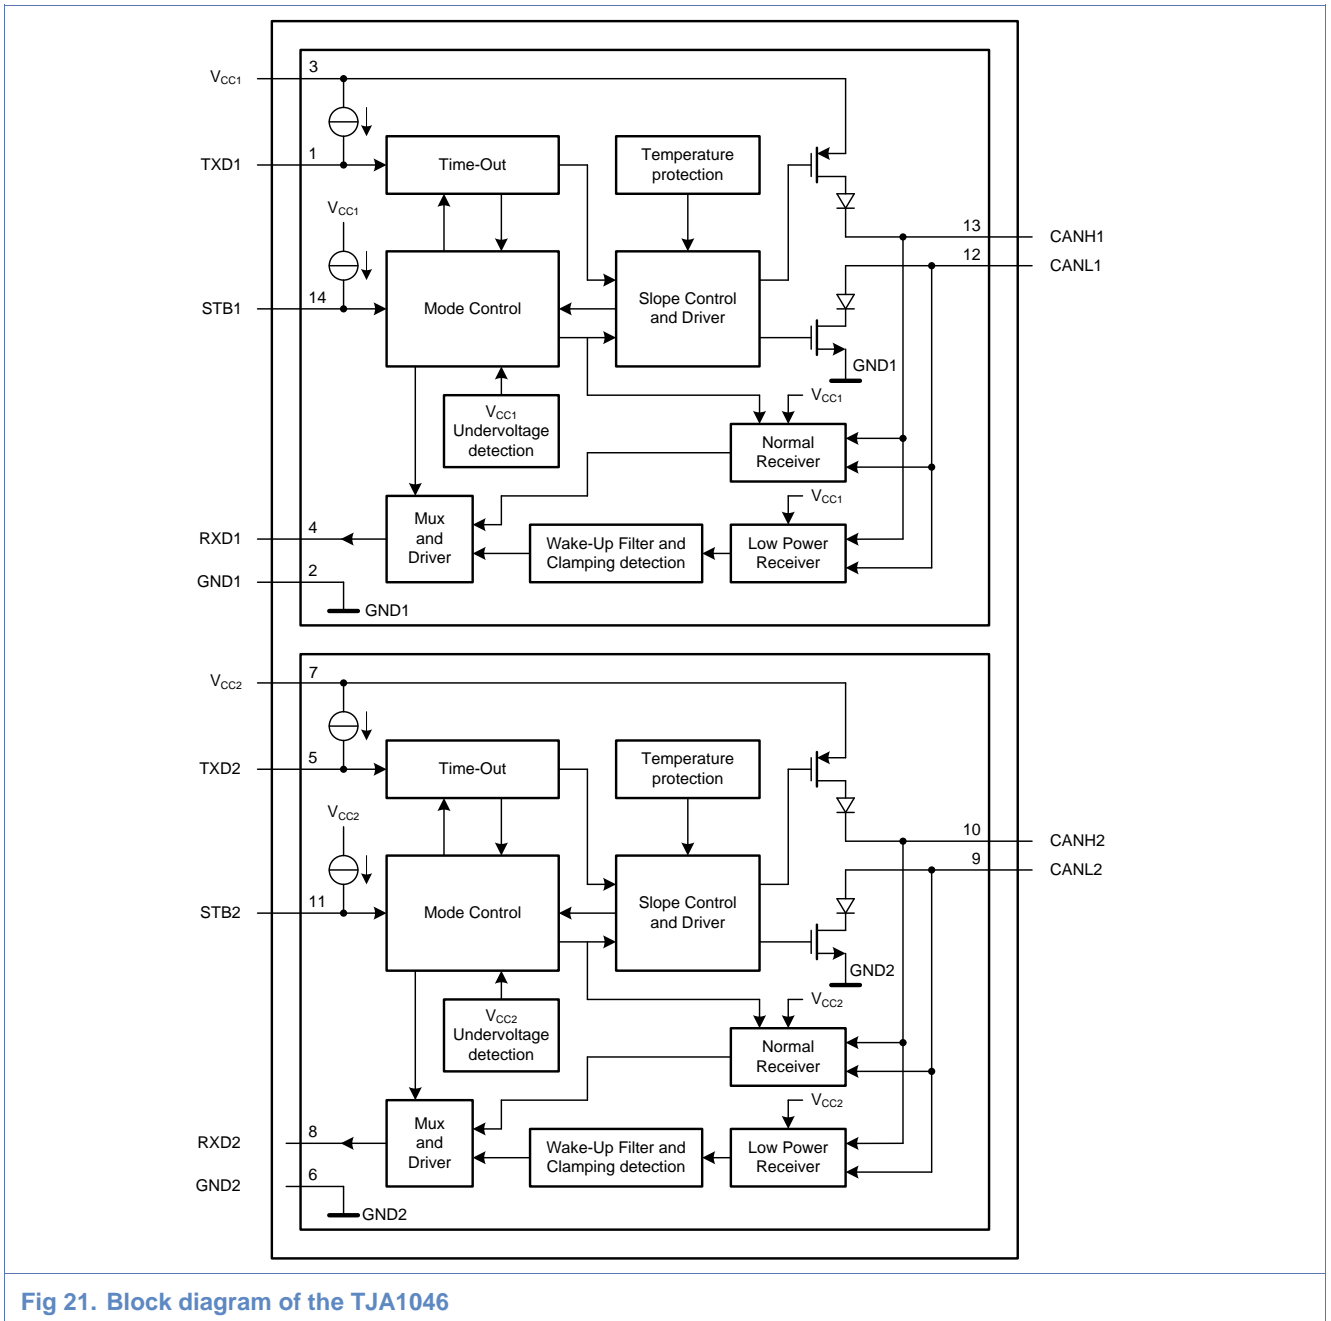 3
VCC1
1
TXD1
Time-Out
Temperature
protection
VCC1
14
STB1
Mode Control
Slope Control
and Driver
13
CANH1
12
CANL1
GND1
VCC1
Undervoltage
detection
VCC1
Normal
Receiver
VCC1
4
RXD1
Mux
and
Driver
Wake-Up Filter and
Clamping detection
Low Power
Receiver
2
GND1
GND1
7
VCC2
5
TXD2
Time-Out
Temperature
protection
VCC2
11
STB2
Mode Control
Slope Control
and Driver
10
CANH2
9
CANL2
GND2
VCC2
Undervoltage
detection
VCC2
Normal
Receiver
VCC2
8
RXD2
Mux
and
Driver
Wake-Up Filter and
Clamping detection
Low Power
Receiver
6
GND2
GND2
Fig 21. Block diagram of the TJA1046